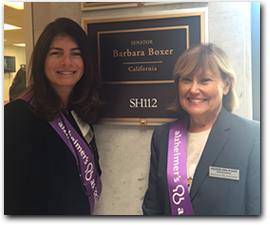 SENATOR
Barbara Boxer
California
SH112
alzheimer's
alzheimer's